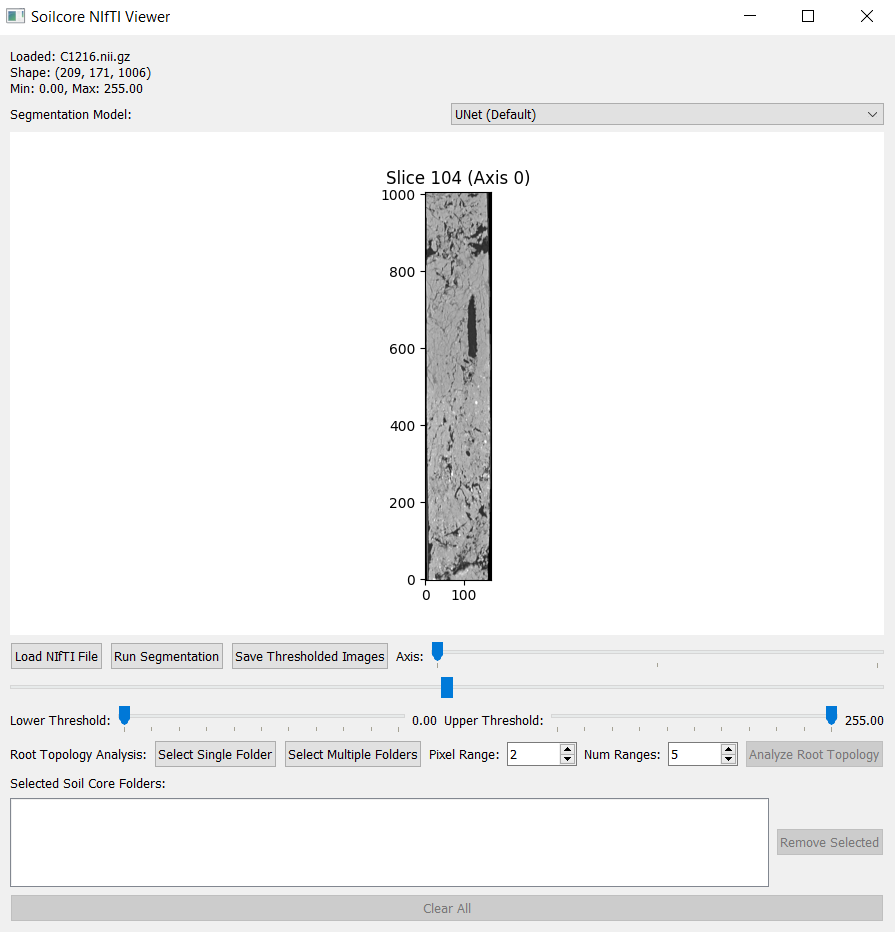 Soilcore NIfTI Viewer
Loaded: C1216.nii.gz
Shape: (209, 171, 1006)
Min: 0.00, Max: 255.00
Segmentation Model: UNet (Default)
Slice 104 (Axis 0)
1000
800
600
400
200
0
0 100
Load NIfTI File Run Segmentation Save Thresholded Images Axis:
Lower Threshold: 0.00 Upper Threshold: 255.00
Root Topology Analysis: Select Single Folder Select Multiple Folders Pixel Range: 2 Num Ranges: 5 Analyze Root Topology
Selected Soil Core Folders:
Remove Selected
Clear All